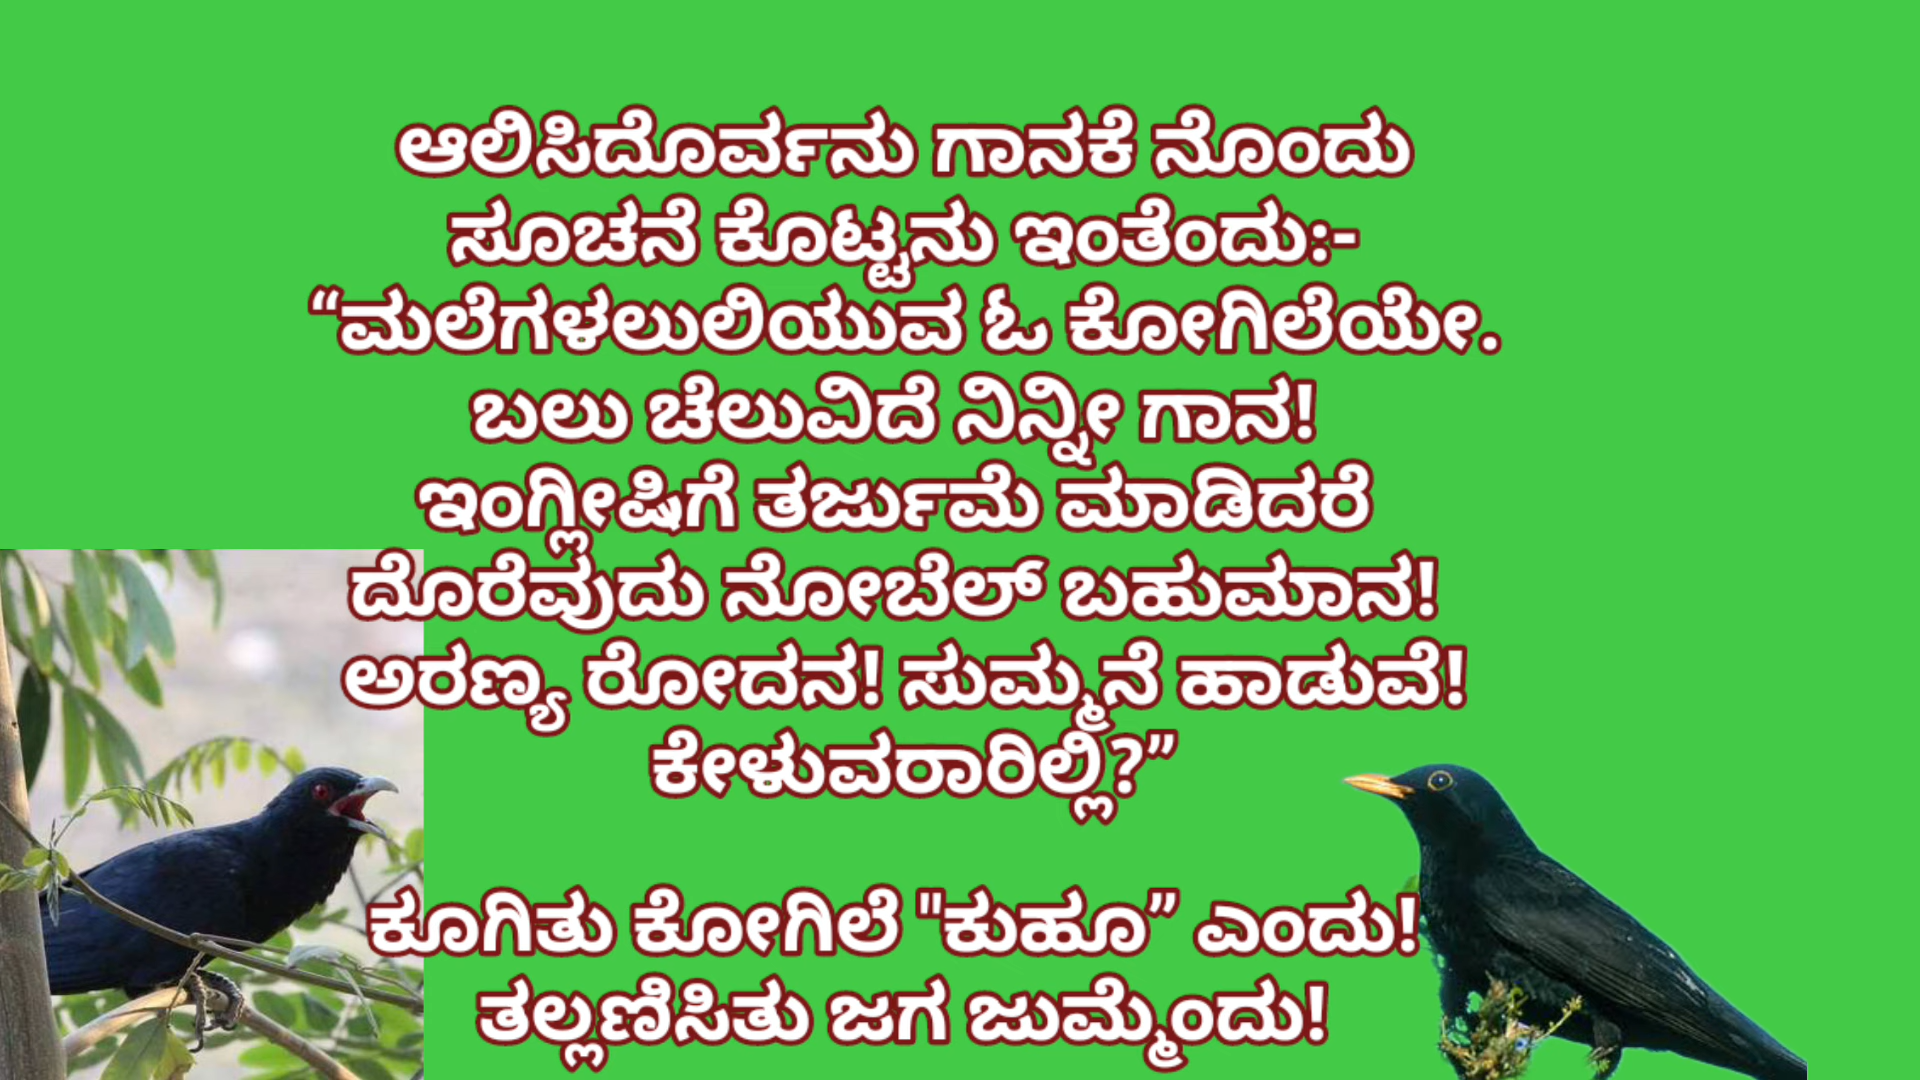 ಆಲಿಸಿದೊರ್ವನು ಗಾನಕೆ ನೊಂದು
ಸೂಚನೆ ಕೊಟ್ಟನು ಇಂತೆಂದು:-
“ಮಲೆಗಳಲುಲಿಯುವ ಓ ಕೋಗಿಲೆಯೇ.
ಬಲು ಚೆಲುವಿದೆ ನಿನ್ನೀ ಗಾನ!
ಇಂಗ್ಲೀಷಿಗೆ ತರ್ಜುಮೆ ಮಾಡಿದರೆ
ದೊರೆವುದು ನೋಬೆಲ್ ಬಹುಮಾನ!
ಅರಣ್ಯ ರೋದನ! ಸುಮ್ಮನೆ ಹಾಡುವೆ!
ಕೇಳುವರಾರಿಲ್ಲಿ?”
ಕೂಗಿತು ಕೋಗಿಲೆ "ಕುಹೂ” ಎಂದು!
ತಲ್ಲಣಿಸಿತು ಜಗ ಜುಮ್ಮೆಂದು!